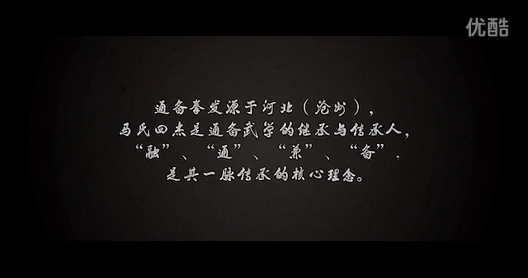 优酷
通备拳发源于河北（沧州），
马氏四杰是通备武学的继承与传承人，
“融”、“通”、“兼”、“备”，
是其一脉传承的核心理念。